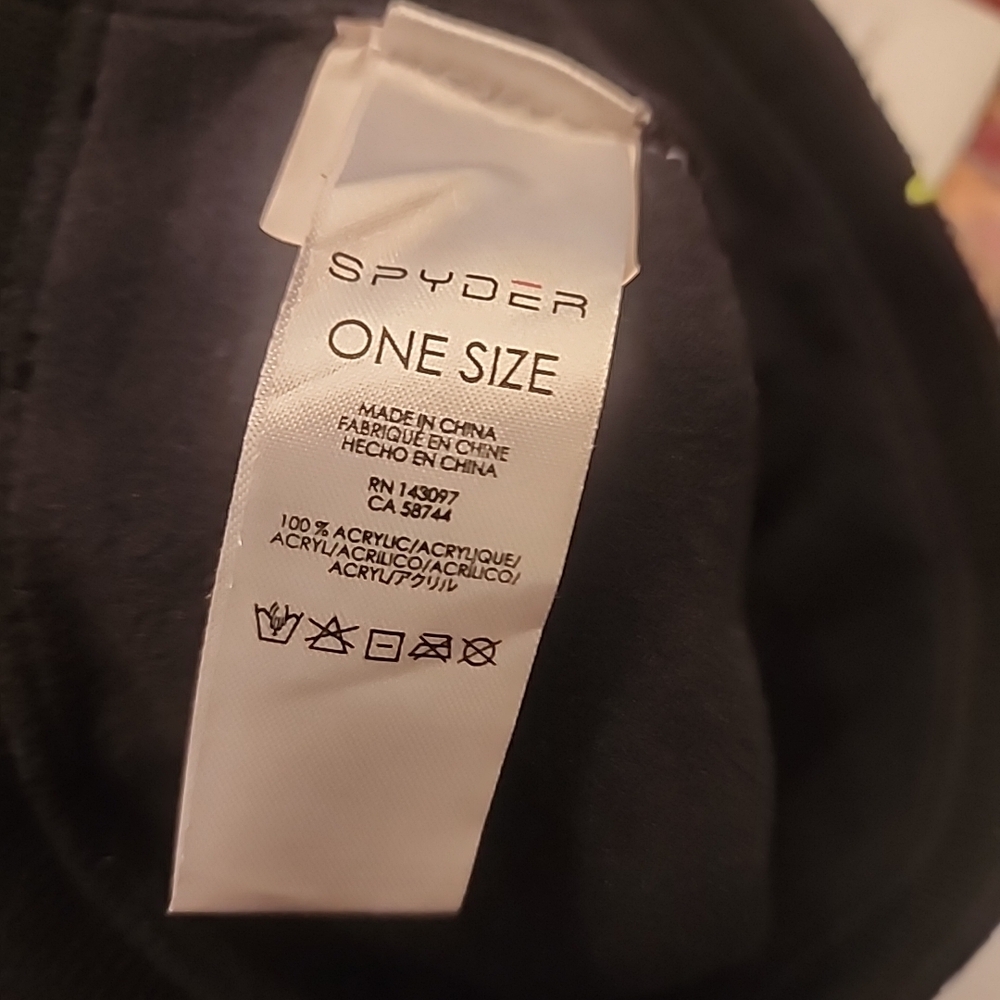 SPYDER
ONE SIZE
MADE IN CHINA
FABRIQUÉ EN CHINE
HECHO EN CHINA
RN 143097
CA 58744
100 % ACRYLIC/ACRYLIQUE/
ACRYL/ACRILICO/ACRÍLICO/
ACRYL/アクリル